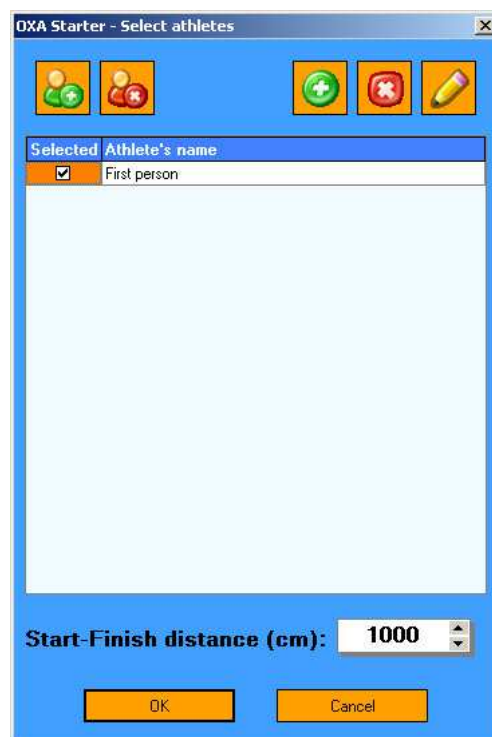 OXA Starter - Select athletes
Selected Athlete's name
First person
Start-Finish distance (cm): 1000
OK Cancel